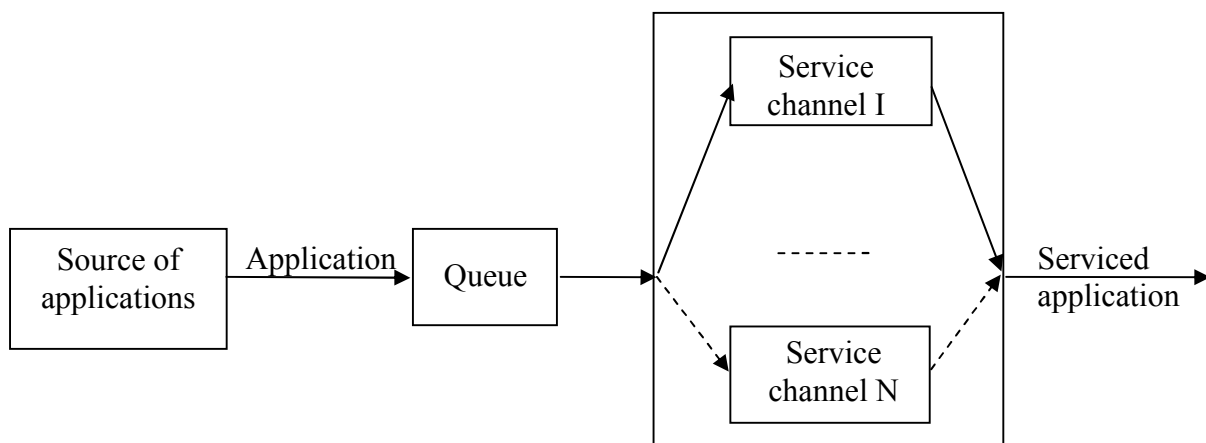 Source of
applications
Application
Queue
Service
channel I
Service
channel N
Serviced
application